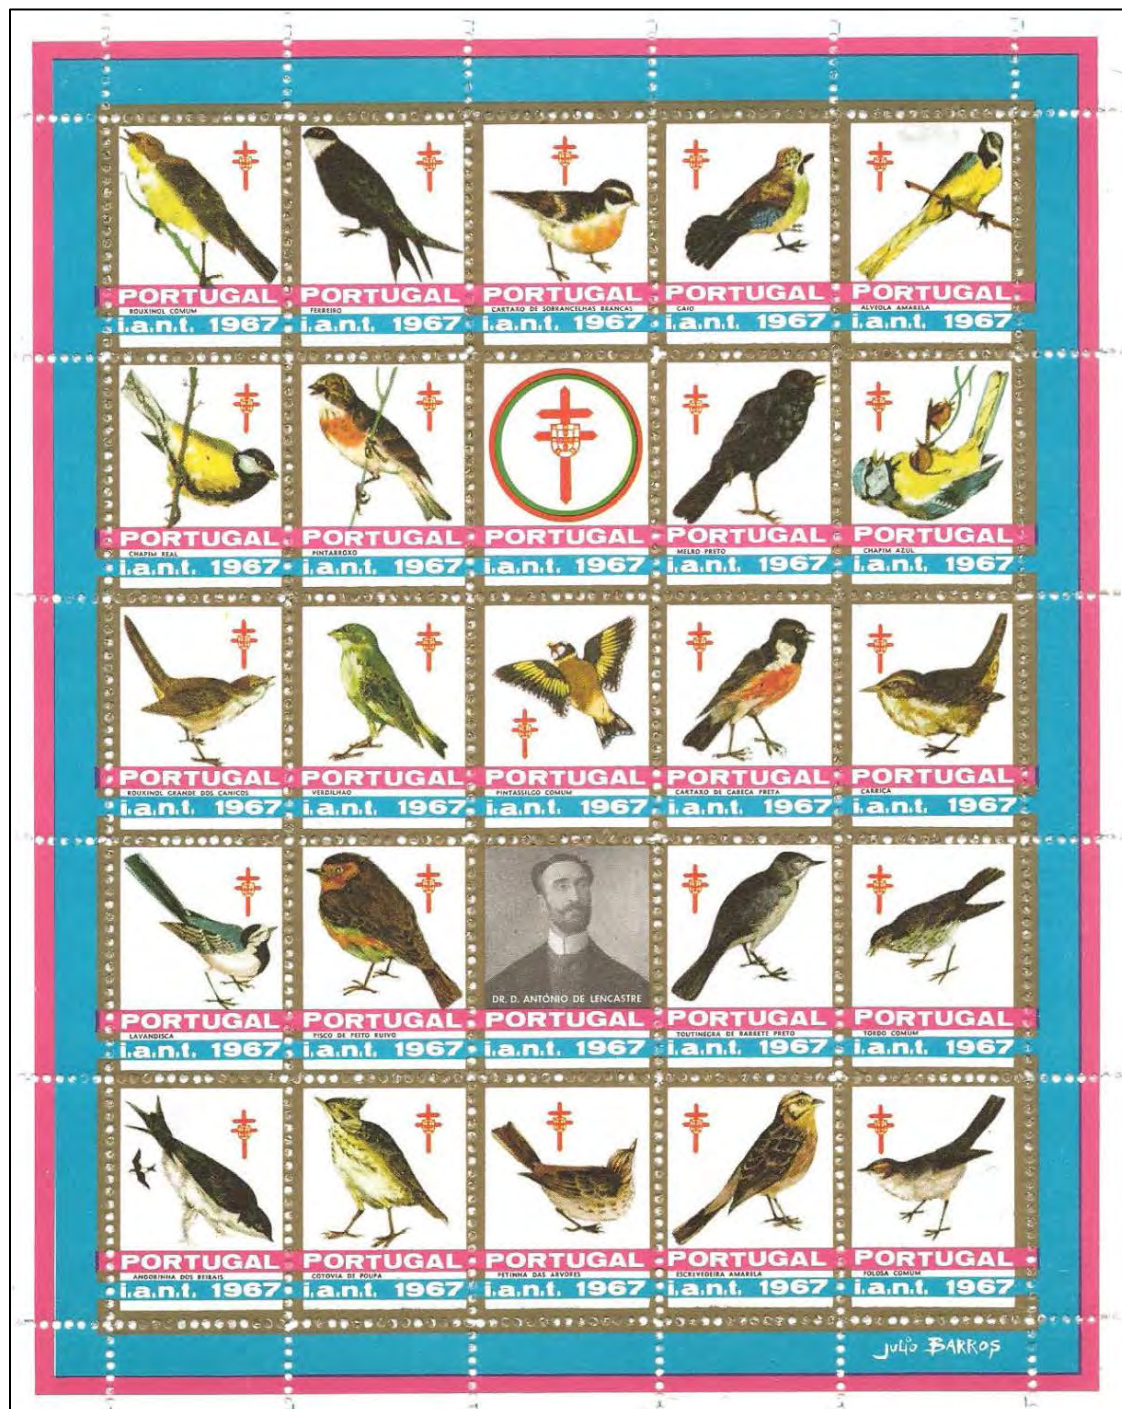 PORTUGAL
ROUXINOL COMUM
i.a.n.t. 1967
PORTUGAL
FERREIRO
i.a.n.t. 1967
PORTUGAL
CARTAXO DE SOBRANCELHAS BRANCAS
i.a.n.t. 1967
PORTUGAL
GAIO
i.a.n.t. 1967
PORTUGAL
ALVEOLA AMARELA
i.a.n.t. 1967
PORTUGAL
CHAPIM REAL
i.a.n.t. 1967
PORTUGAL
PINTARROXO
i.a.n.t. 1967
PORTUGAL
i.a.n.t. 1967
PORTUGAL
MELRO PRETO
i.a.n.t. 1967
PORTUGAL
CHAPIM AZUL
i.a.n.t. 1967
PORTUGAL
ROUXINOL GRANDE DOS CANICOS
i.a.n.t. 1967
PORTUGAL
VERDILHAO
i.a.n.t. 1967
PORTUGAL
PINTASSILGO COMUM
i.a.n.t. 1967
PORTUGAL
CARTAXO DE CABECA PRETA
i.a.n.t. 1967
PORTUGAL
CARRIÇA
i.a.n.t. 1967
PORTUGAL
LAVANDISCA
i.a.n.t. 1967
PORTUGAL
PISCO DE PEITO RUIVO
i.a.n.t. 1967
DR. D. ANTÓNIO DE LENCASTRE
PORTUGAL
i.a.n.t. 1967
PORTUGAL
TOUTINEGRA DE BARRETE PRETO
i.a.n.t. 1967
PORTUGAL
TORDO COMUM
i.a.n.t. 1967
PORTUGAL
ANDORINHA DOS BEIRAIS
i.a.n.t. 1967
PORTUGAL
COTOVIA DE POUPA
i.a.n.t. 1967
PORTUGAL
PETINHA DAS ARVORES
i.a.n.t. 1967
PORTUGAL
ESCREVEDEIRA AMARELA
i.a.n.t. 1967
PORTUGAL
FOLOSA COMUM
i.a.n.t. 1967
JULIO BARROS